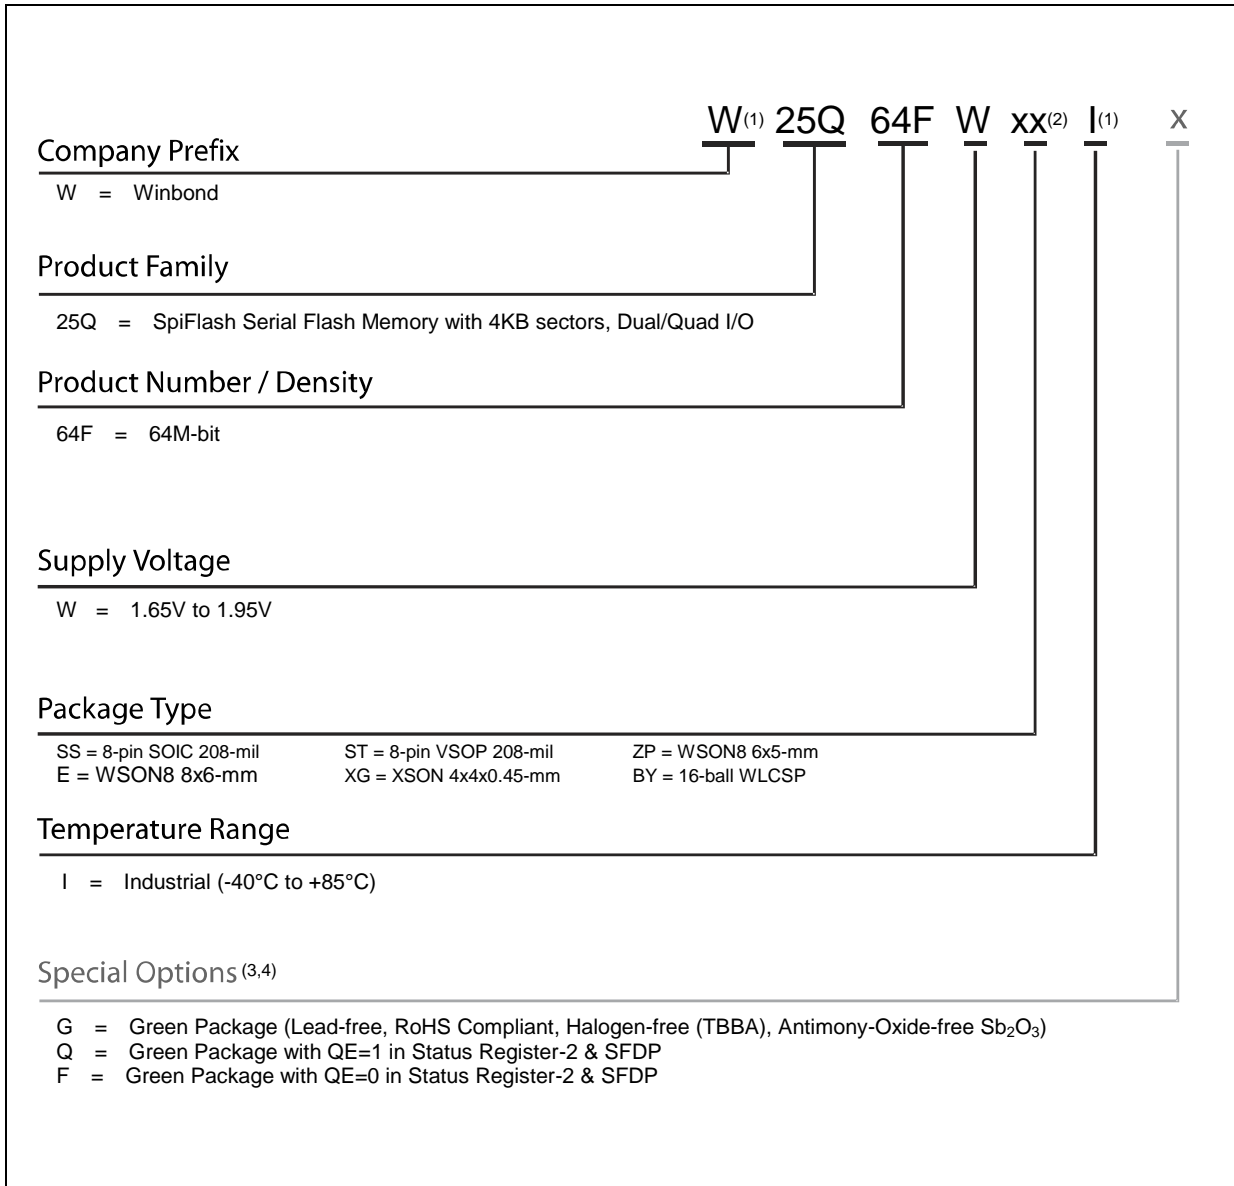 W(1) 25Q 64F W xx(2) I(1) x
Company Prefix
W = Winbond
Product Family
25Q = SpiFlash Serial Flash Memory with 4KB sectors, Dual/Quad I/O
Product Number / Density
64F = 64M-bit
Supply Voltage
W = 1.65V to 1.95V
Package Type
SS = 8-pin SOIC 208-mil ST = 8-pin VSOP 208-mil ZP = WSON8 6x5-mm
E = WSON8 8x6-mm XG = XSON 4x4x0.45-mm BY = 16-ball WLCSP
Temperature Range
I = Industrial (-40°C to +85°C)
Special Options (3,4)
G = Green Package (Lead-free, RoHS Compliant, Halogen-free (TBBA), Antimony-Oxide-free Sb₂O₃)
Q = Green Package with QE=1 in Status Register-2 & SFDP
F = Green Package with QE=0 in Status Register-2 & SFDP